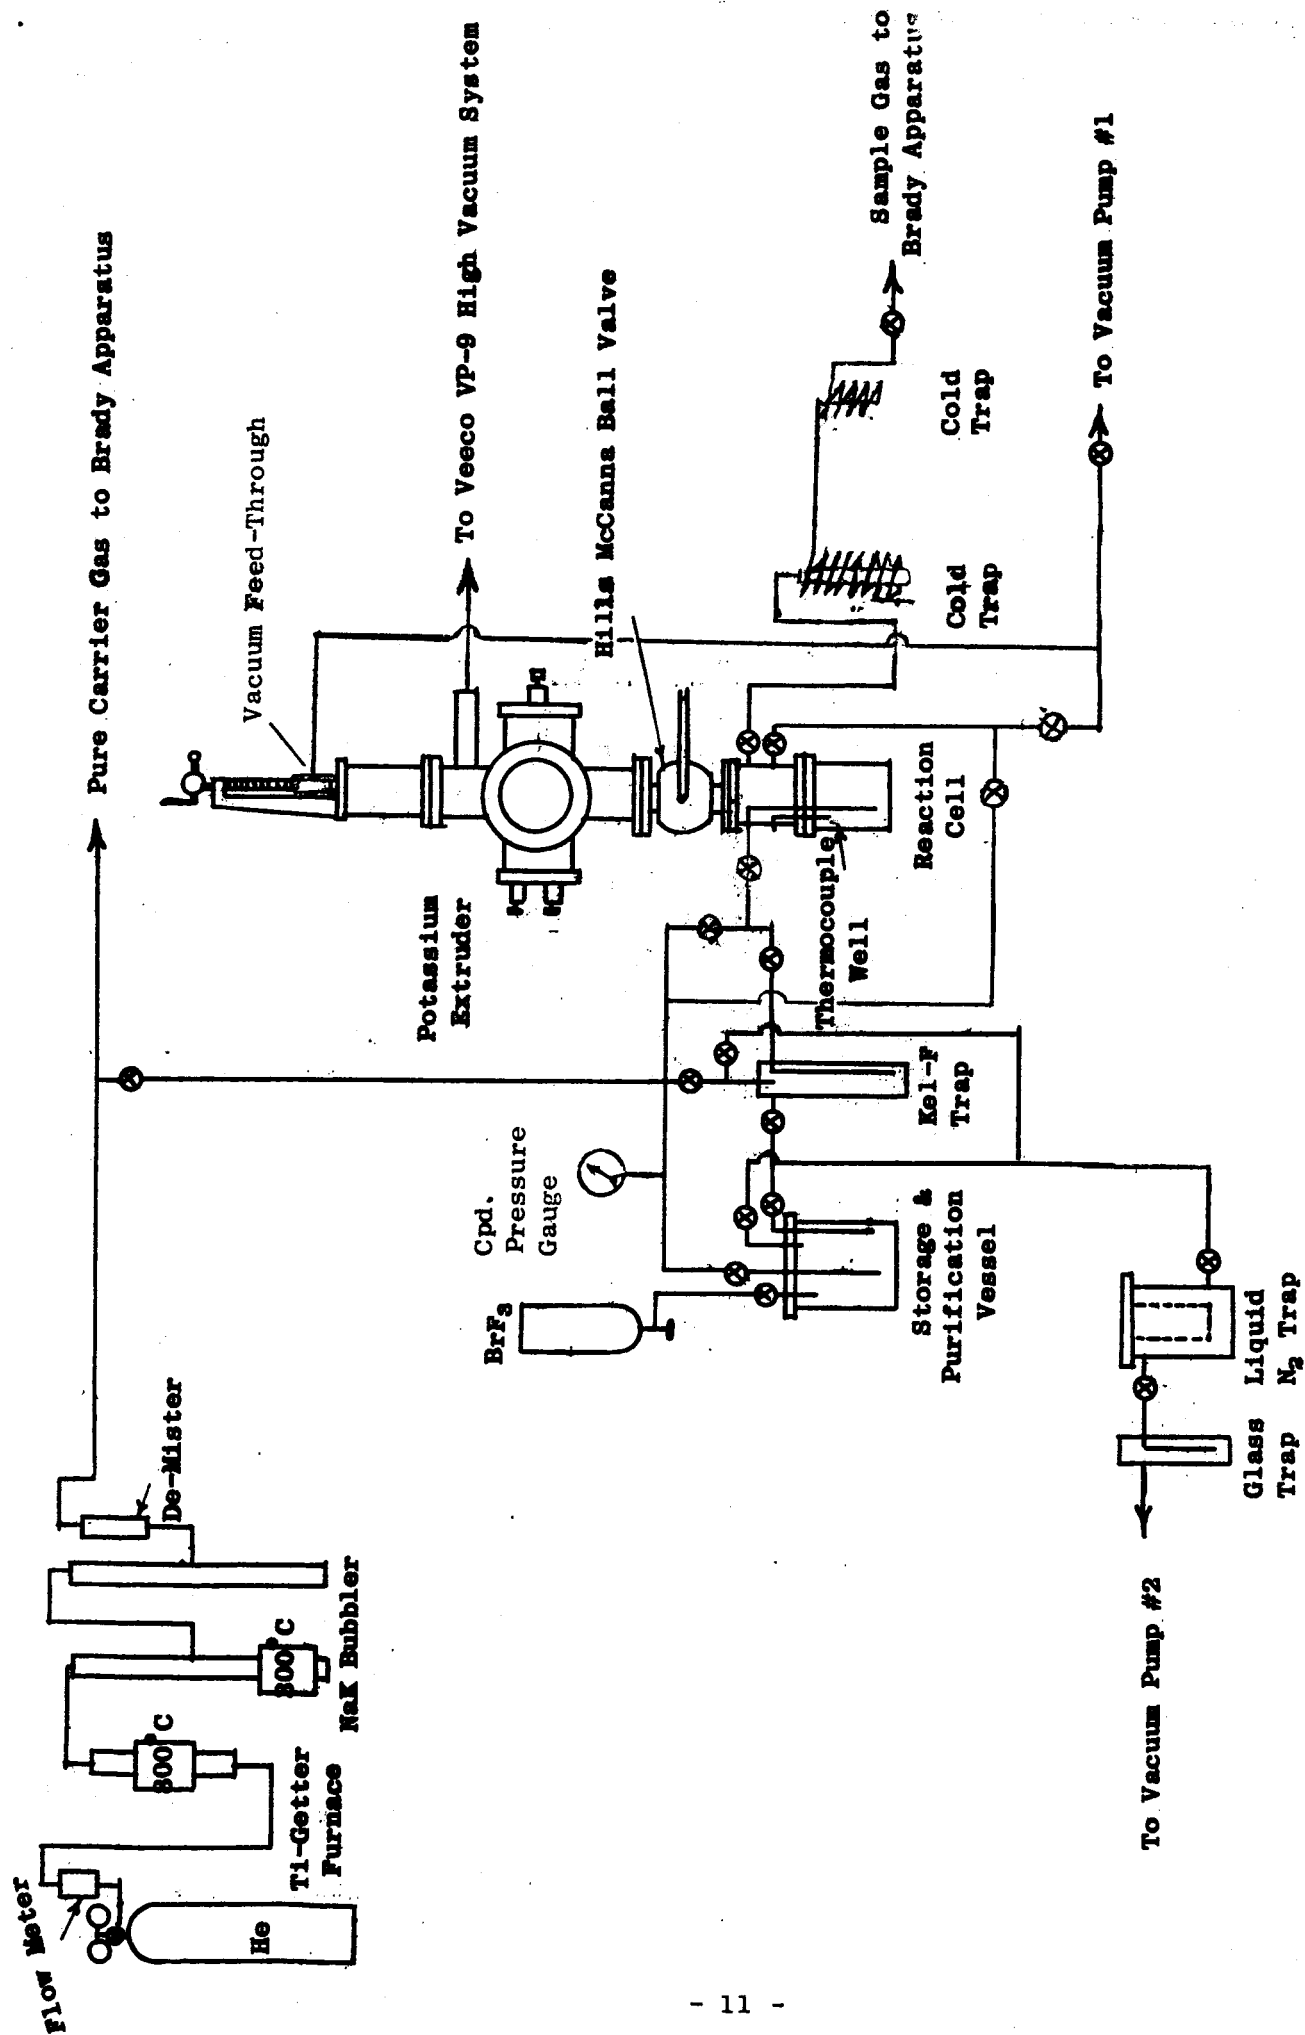 Flow Meter
He
Ti-Getter
Furnace
800°C
NaK Bubbler
300°C
De-Mister
Pure Carrier Gas to Brady Apparatus
Vacuum Feed-Through
To Veeco VP-9 High Vacuum System
Potassium
Extruder
Hills McCanna Ball Valve
Sample Gas to
Brady Apparatus
Cold
Trap
Cold
Trap
To Vacuum Pump #1
Reaction
Cell
Thermocouple
Well
Kel-F
Trap
Cpd.
Pressure
Gauge
BrF3
Storage &
Purification
Vessel
Liquid
N2 Trap
Glass
Trap
To Vacuum Pump #2
- 11 -